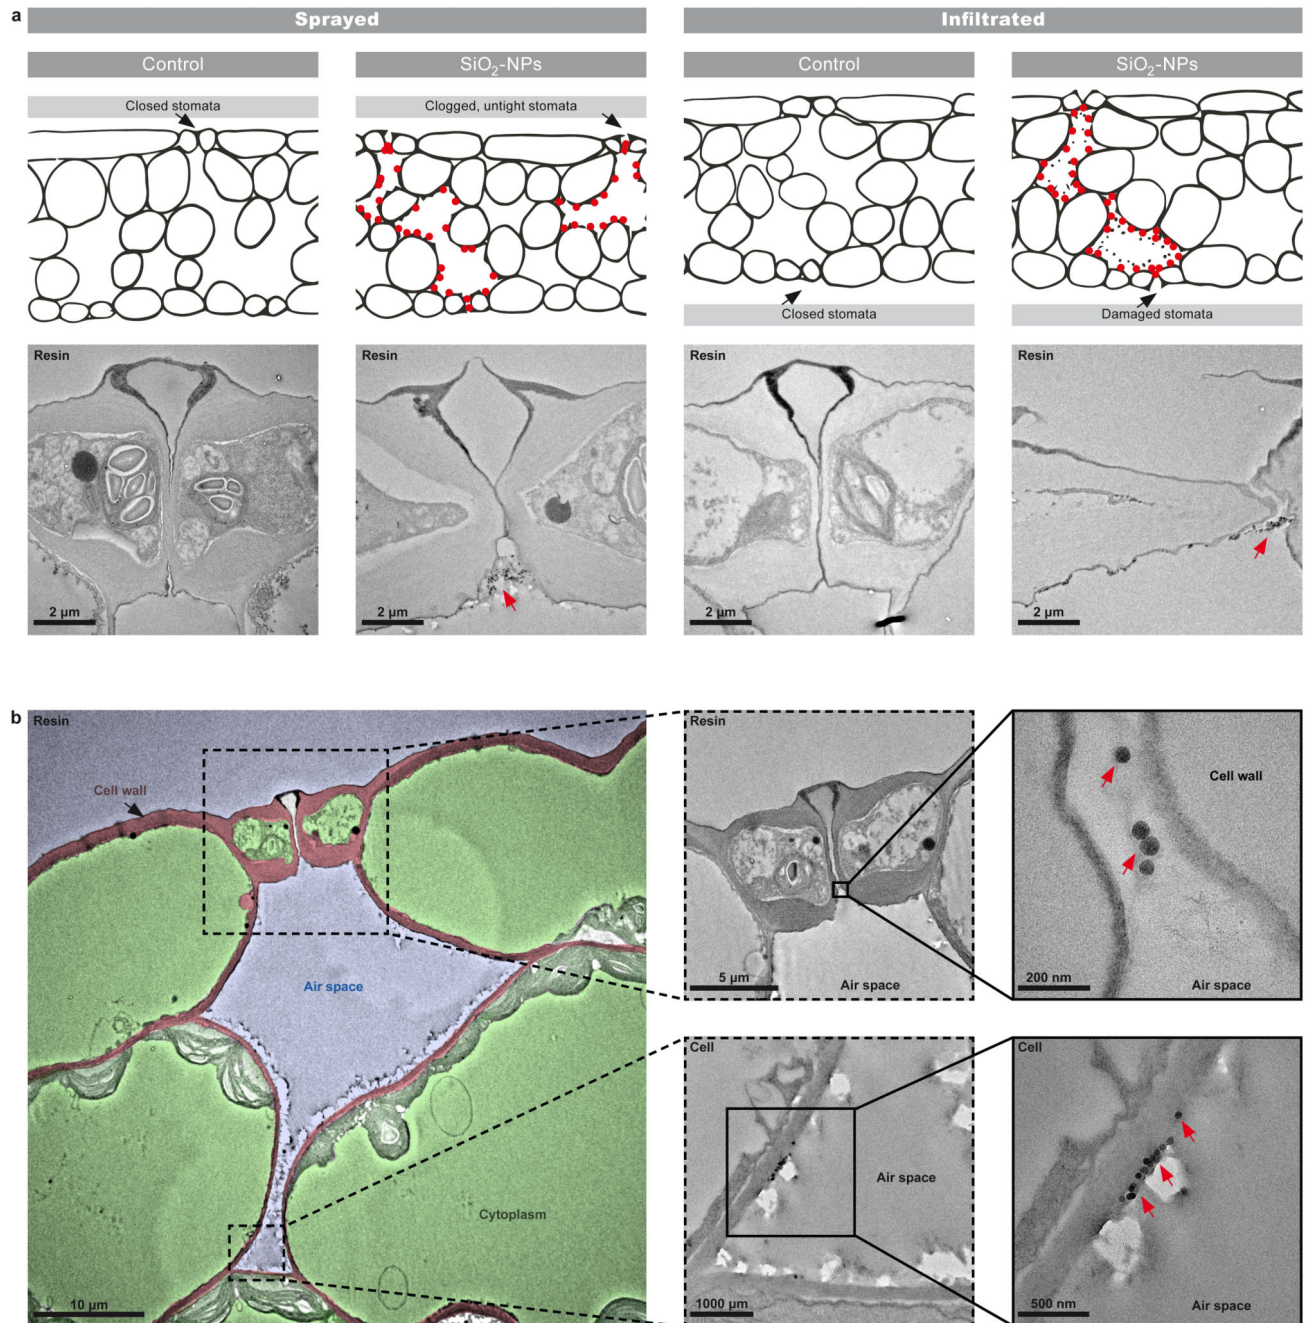 a
Sprayed
Infiltrated
Control
SiO₂-NPs
Control
SiO₂-NPs
Closed stomata
Clogged, untight stomata
Closed stomata
Damaged stomata
Resin
2 µm
Resin
2 µm
Resin
2 µm
Resin
2 µm
b
Resin
Cell wall
Air space
Cytoplasm
10 µm
Resin
5 µm
Air space
Cell wall
200 nm
Air space
Cell
Air space
1000 µm
Cell
500 nm
Air space